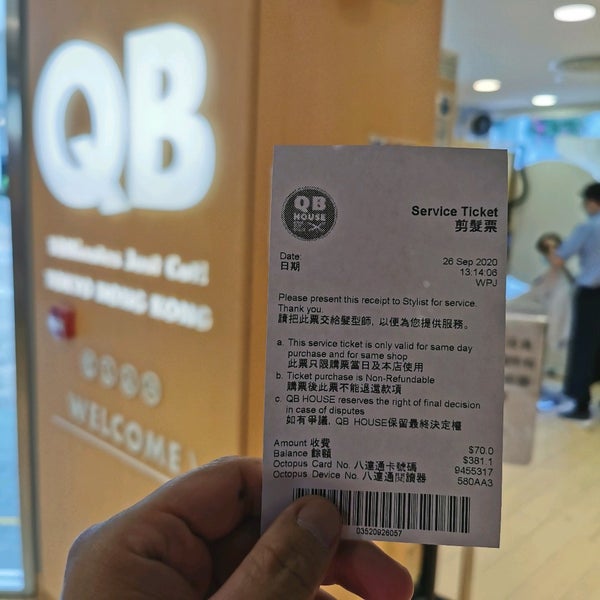 QB
Minutes Just Cut!
TOKYO HONG KONG
WELCOME
QB
HOUSE
Service Ticket
剪髮票
Date:
日期
26 Sep 2020
13:14:06
WPJ
Please present this receipt to Stylist for service.
Thank you.
請把此票交給髮型師，以便為您提供服務。
a. This service ticket is only valid for same day
purchase and for same shop
此票只限購票當日及本店使用
b. Ticket purchase is Non-Refundable
購票後此票不能退還款項
c. QB HOUSE reserves the right of final decision
in case of disputes
如有爭議，QB HOUSE保留最終決定權
Amount 收費 $70.0
Balance 餘額 $381.1
Octopus Card No. 八達通卡號碼 9455317
Octopus Device No. 八達通閱讀器 580AA3
03520926057